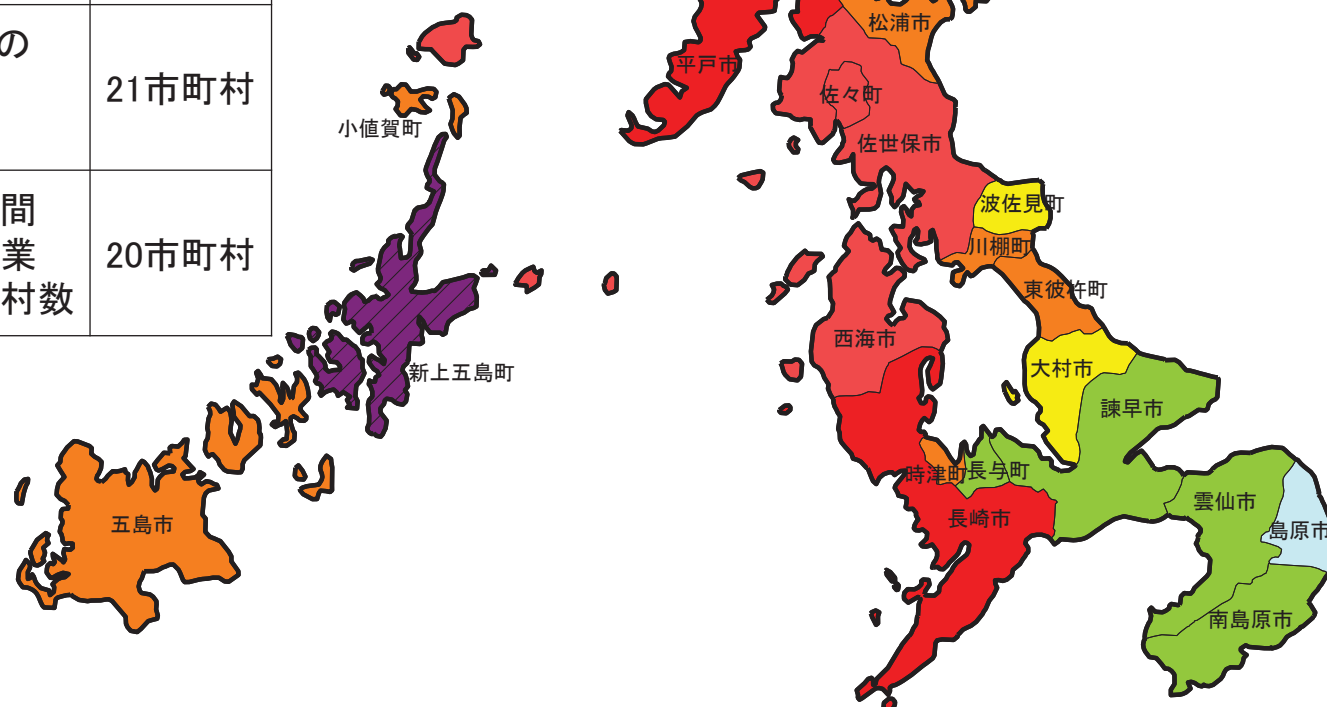 の
21市町村
間
業
村数
20市町村
松浦市
平戸市
佐々町
小値賀町
佐世保市
波佐見町
川棚町
東彼杵町
西海市
大村市
新上五島町
諫早市
時津町
長与町
雲仙市
長崎市
五島市
島原市
南島原市